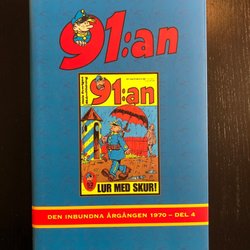 91:an
91:an
LUR MED SKUR!
DEN INBUNDNA ÅRGÅNGEN 1970 – DEL 4